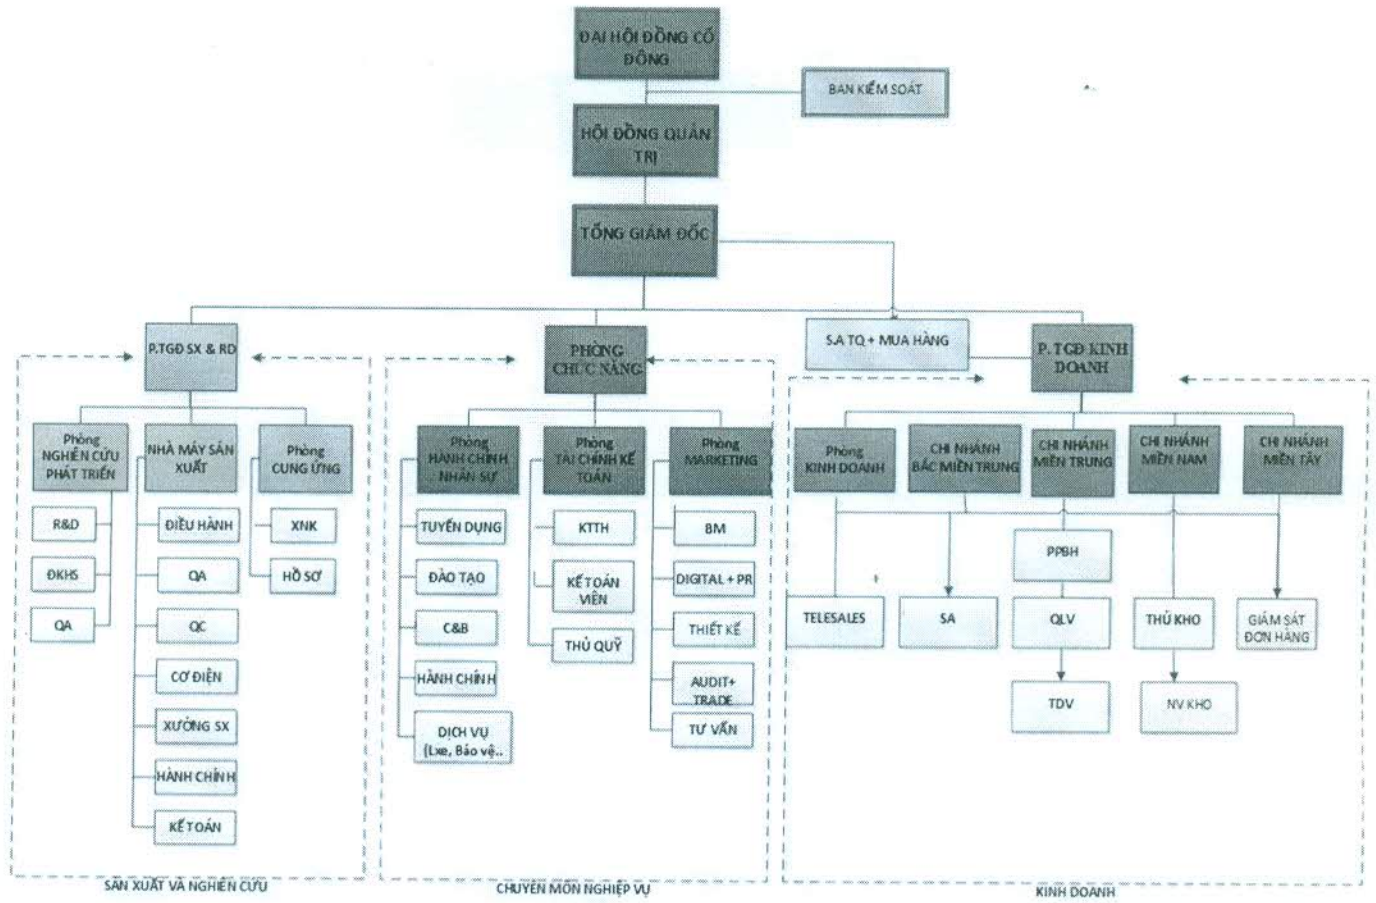 ĐẠI HỘI ĐỒNG CỔ
ĐÔNG
BAN KIỂM SOÁT
HỘI ĐỒNG QUẢN
TRỊ
TỔNG GIÁM ĐỐC
P.TGĐ SX & RD
PHÒNG
CHỨC NĂNG
S.A TQ + MUA HÀNG
P. TGĐ KINH
DOANH
Phòng
NGHIÊN CỨU
PHÁT TRIỂN
NHÀ MÁY SẢN
XUẤT
Phòng
CUNG ỨNG
Phòng
HÀNH CHÍNH
NHÂN SỰ
Phòng
TÀI CHÍNH KẾ
TOÁN
Phòng
MARKETING
Phòng
KINH DOANH
CHI NHÁNH
BẮC MIỀN TRUNG
CHI NHÁNH
MIỀN TRUNG
CHI NHÁNH
MIỀN NAM
CHI NHÁNH
MIỀN TÂY
R&D
ĐKHS
QA
ĐIỀU HÀNH
QA
QC
CƠ ĐIỆN
XƯỞNG SX
HÀNH CHÍNH
KẾ TOÁN
XNK
HỒ SƠ
TUYỂN DỤNG
ĐÀO TẠO
C&B
HÀNH CHÍNH
DỊCH VỤ
(Lxe, Bảo vệ..
KTTH
KẾ TOÁN
VIÊN
THỦ QUỸ
BM
DIGITAL + PR
THIẾT KẾ
AUDIT+
TRADE
TƯ VẤN
TELESALES
SA
PPBH
QLV
TDV
THỦ KHO
NV KHO
GIÁM SÁT
ĐƠN HÀNG
SẢN XUẤT VÀ NGHIÊN CỨU
CHUYÊN MÔN NGHIỆP VỤ
KINH DOANH